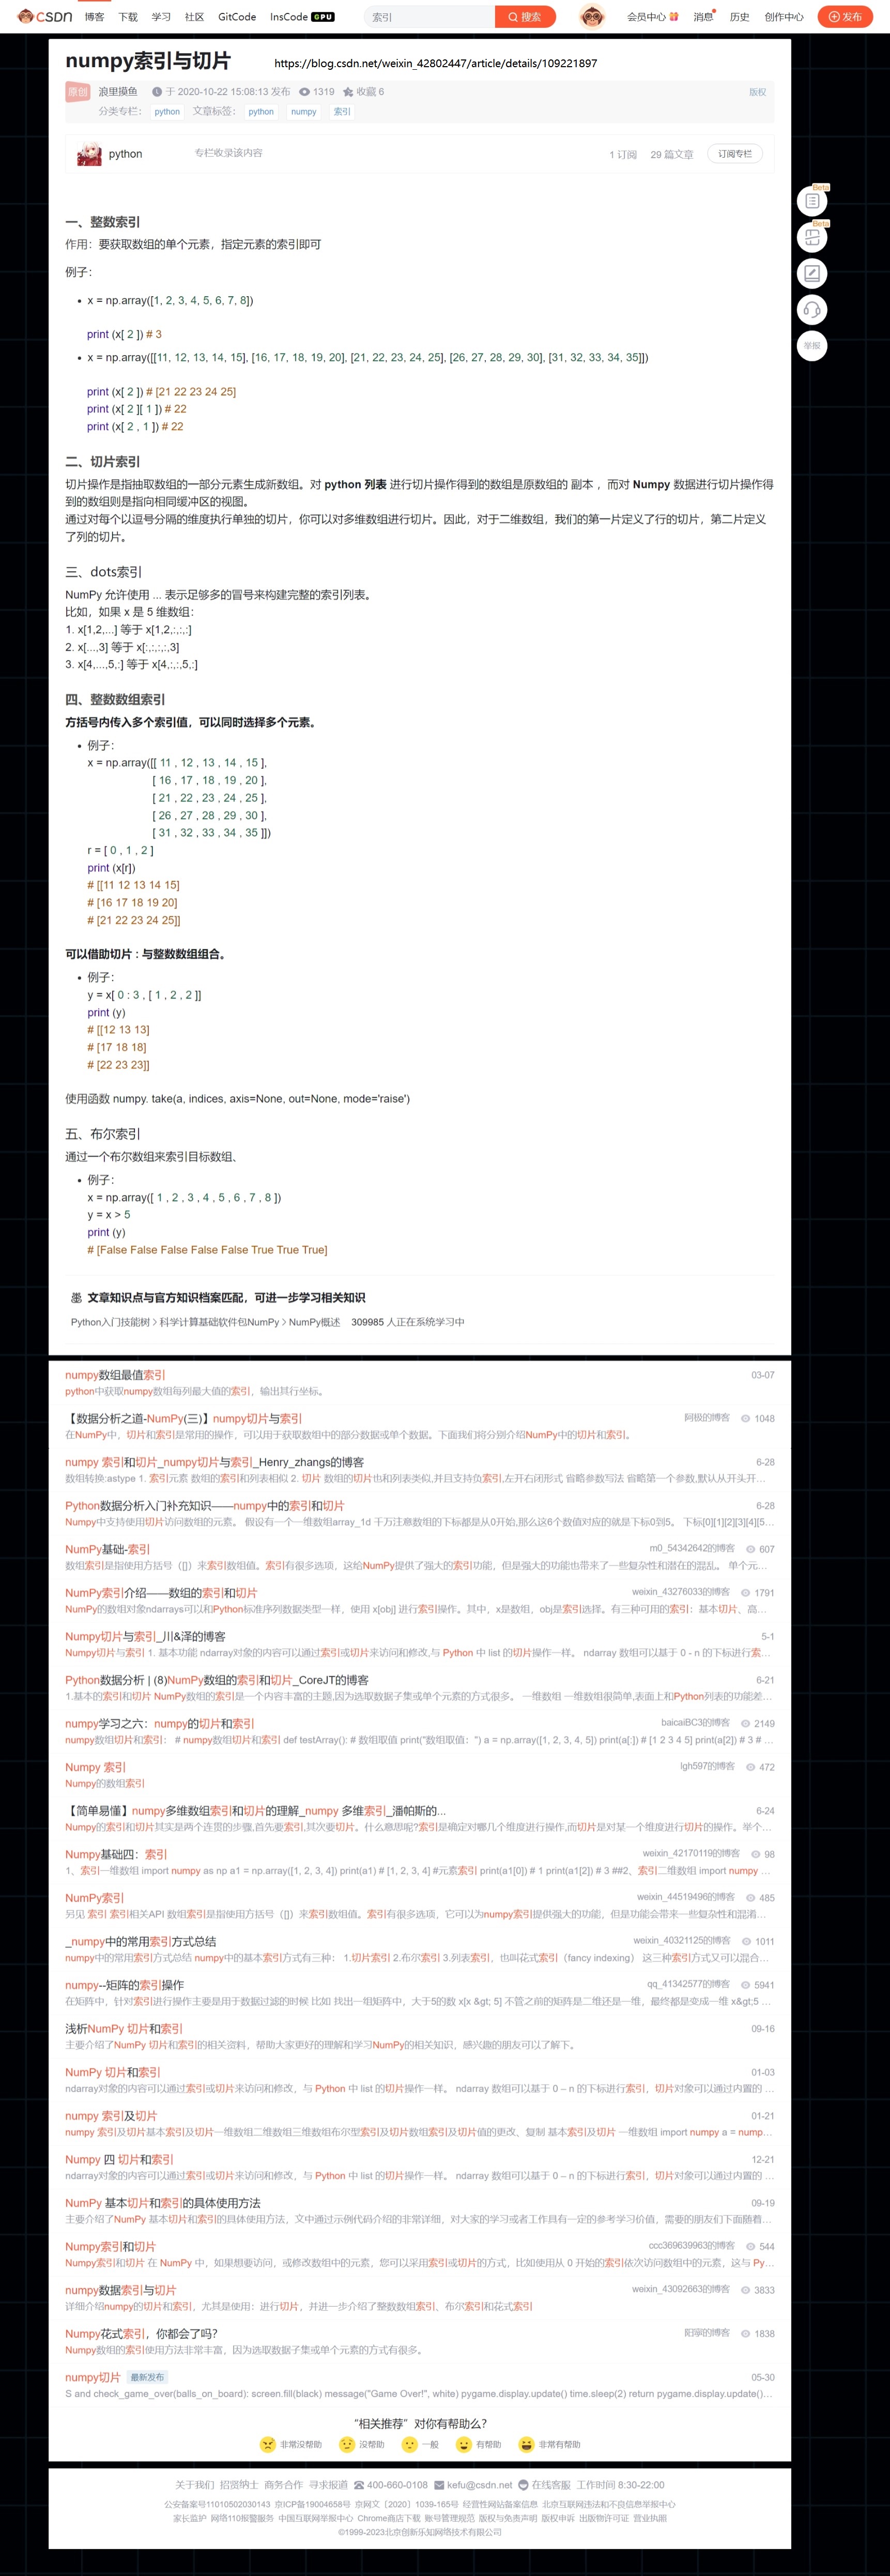 CSDN 博客 下载 学习 社区 GitCode InsCode GPU 索引 搜索 会员中心 消息 历史 创作中心 发布
numpy索引与切片 https://blog.csdn.net/weixin_42802447/article/details/109221897
原创 浪里摸鱼 于 2020-10-22 15:08:13 发布 1319 收藏 6 版权
分类专栏： python 文章标签： python numpy 索引
python 专栏收录该内容 1 订阅 29 篇文章 订阅专栏
Beta
Beta
举报
一、整数索引
作用：要获取数组的单个元素，指定元素的索引即可
例子：
• x = np.array([1, 2, 3, 4, 5, 6, 7, 8])
print (x[ 2 ]) # 3
• x = np.array([[11, 12, 13, 14, 15], [16, 17, 18, 19, 20], [21, 22, 23, 24, 25], [26, 27, 28, 29, 30], [31, 32, 33, 34, 35]])
print (x[ 2 ]) # [21 22 23 24 25]
print (x[ 2 ][ 1 ]) # 22
print (x[ 2 , 1 ]) # 22
二、切片索引
切片操作是指抽取数组的一部分元素生成新数组。对 python 列表 进行切片操作得到的数组是原数组的 副本 ，而对 Numpy 数据进行切片操作得
到的数组则是指向相同缓冲区的视图。
通过对每个以逗号分隔的维度执行单独的切片，你可以对多维数组进行切片。因此，对于二维数组，我们的第一片定义了行的切片，第二片定义
了列的切片。
三、dots索引
NumPy 允许使用 ... 表示足够多的冒号来构建完整的索引列表。
比如，如果 x 是 5 维数组：
1. x[1,2,...] 等于 x[1,2,:,:,:]
2. x[...,3] 等于 x[:,:,:,:,3]
3. x[4,...,5,:] 等于 x[4,:,:,5,:]
四、整数数组索引
方括号内传入多个索引值，可以同时选择多个元素。
• 例子：
x = np.array([[ 11 , 12 , 13 , 14 , 15 ],
[ 16 , 17 , 18 , 19 , 20 ],
[ 21 , 22 , 23 , 24 , 25 ],
[ 26 , 27 , 28 , 29 , 30 ],
[ 31 , 32 , 33 , 34 , 35 ]])
r = [ 0 , 1 , 2 ]
print (x[r])
# [[11 12 13 14 15]
# [16 17 18 19 20]
# [21 22 23 24 25]]
可以借助切片 : 与整数数组组合。
• 例子：
y = x[ 0 : 3 , [ 1 , 2 , 2 ]]
print (y)
# [[12 13 13]
# [17 18 18]
# [22 23 23]]
使用函数 numpy. take(a, indices, axis=None, out=None, mode='raise')
五、布尔索引
通过一个布尔数组来索引目标数组、
• 例子：
x = np.array([ 1 , 2 , 3 , 4 , 5 , 6 , 7 , 8 ])
y = x > 5
print (y)
# [False False False False False True True True]
文章知识点与官方知识档案匹配，可进一步学习相关知识
Python入门技能树 > 科学计算基础软件包NumPy > NumPy概述 309985 人正在系统学习中
numpy数组最值索引 03-07
python中获取numpy数组每列最大值的索引，输出其行坐标。
【数据分析之道-NumPy(三)】numpy切片与索引 阿极的博客 1048
在NumPy中，切片和索引是常用的操作，可以用于获取数组中的部分数据或单个数据。下面我们将分别介绍NumPy中的切片和索引。
numpy 索引和切片_numpy切片与索引_Henry_zhangs的博客 6-28
数组转换:astype 1. 索引元素 数组的索引和列表相似 2. 切片 数组的切片也和列表类似,并且支持负索引,左开右闭形式 省略参数写法 省略第一个参数,默认从开头开...
Python数据分析入门补充知识——numpy中的索引和切片 6-28
Numpy中支持使用切片访问数组的元素。 假设有一个一维数组array_1d 千万注意数组的下标都是从0开始,那么这6个数值对应的就是下标0到5。 下标[0][1][2][3][4][5...
NumPy基础-索引 m0_54342642的博客 607
数组索引是指使用方括号（[]）来索引数组值。索引有很多选项，这给NumPy提供了强大的索引功能，但是强大的功能也带来了一些复杂性和潜在的混乱。 单个元...
NumPy索引介绍——数组的索引和切片 weixin_43276033的博客 1791
NumPy的数组对象ndarrays可以和Python标准序列数据类型一样、使用 x[obj] 进行索引操作。其中，x是数组，obj是索引选择。有三种可用的索引：基本切片、高...
Numpy切片与索引_川&泽的博客 5-1
Numpy切片与索引 1. 基本功能 ndarray对象的内容可以通过索引或切片来访问和修改,与 Python 中 list 的切片操作一样。 ndarray 数组可以基于 0 - n 的下标进行索...
Python数据分析 | (8)NumPy数组的索引和切片_CoreJT的博客 6-21
1.基本的索引和切片 NumPy数组的索引是一个内容丰富的主题,因为选取数据子集或单个元素的方式很多。 一维数组 一维数组很简单,表面上和Python列表的功能差...
numpy学习之六：numpy的切片和索引 baicaiBC3的博客 2149
numpy数组切片和索引： # numpy数组切片和索引 def testArray(): # 数组取值 print("数组取值：") a = np.array([1, 2, 3, 4, 5]) print(a[:]) # [1 2 3 4 5] print(a[2]) # 3 # ...
Numpy 索引 lgh597的博客 472
Numpy的数组索引
【简单易懂】numpy多维数组索引和切片的理解_numpy 多维索引_潘帕斯的... 6-24
Numpy的索引和切片其实是两个连贯的步骤,首先要索引,其次要切片。什么意思呢?索引是确定对哪几个维度进行操作,而切片是对某一个维度进行切片的操作。举个...
Numpy基础四：索引 weixin_42170119的博客 98
1、索引一维数组 import numpy as np a1 = np.array([1, 2, 3, 4]) print(a1) # [1, 2, 3, 4] #元素索引 print(a1[0]) # 1 print(a1[2]) # 3 ##2、索引二维数组 import numpy ...
NumPy索引 weixin_44519496的博客 485
另见 索引 索引相关API 数组索引是指使用方括号（[]）来索引数组值。索引有很多选项，它可以为numpy索引提供强大的功能，但是功能会带来一些复杂性和混淆...
_numpy中的常用索引方式总结 weixin_40321125的博客 1011
numpy中的常用索引方式总结 numpy中的基本索引方式有三种： 1.切片索引 2.布尔索引 3.列表索引，也叫花式索引（fancy indexing） 这三种索引方式又可以混合...
numpy--矩阵的索引操作 qq_41342577的博客 5941
在矩阵中，针对索引进行操作主要是用于数据过滤的时候 比如 找出一组矩阵中，大于5的数 x[x &gt; 5] 不管之前的矩阵是二维还是一维，最终都是变成一维 x&gt;5 ...
浅析NumPy 切片和索引 09-16
主要介绍了NumPy 切片和索引的相关资料，帮助大家更好的理解和学习NumPy的相关知识，感兴趣的朋友可以了解下。
NumPy 切片和索引 01-03
ndarray对象的内容可以通过索引或切片来访问和修改，与 Python 中 list 的切片操作一样。 ndarray 数组可以基于 0 – n 的下标进行索引，切片对象可以通过内置的 ...
numpy 索引及切片 01-21
numpy 索引及切片基本索引及切片一维数组二维数组三维数组布尔型索引及切片数组索引及切片值的更改、复制 基本索引及切片 一维数组 import numpy a = nump...
Numpy 四 切片和索引 12-21
ndarray对象的内容可以通过索引或切片来访问和修改，与 Python 中 list 的切片操作一样。 ndarray 数组可以基于 0 – n 的下标进行索引，切片对象可以通过内置的 ...
NumPy 基本切片和索引的具体使用方法 09-19
主要介绍了NumPy 基本切片和索引的具体使用方法，文中通过示例代码介绍的非常详细，对大家的学习或者工作具有一定的参考学习价值，需要的朋友们下面随着...
Numpy索引和切片 ccc369639963的博客 544
Numpy索引和切片 在 NumPy 中，如果想要访问，或修改数组中的元素，您可以采用索引或切片的方式，比如使用从 0 开始的索引依次访问数组中的元素，这与 Py...
numpy数据索引与切片 weixin_43092663的博客 3833
详细介绍numpy的切片和索引，尤其是使用：进行切片，并进一步介绍了整数数组索引、布尔索引和花式索引
Numpy花式索引，你都会了吗？ 阳寜的博客 1838
Numpy数组的索引使用方法非常丰富，因为选取数据子集或单个元素的方式有很多。
numpy切片 最新发布 05-30
S and check_game_over(balls_on_board): screen.fill(black) message("Game Over!", white) pygame.display.update() time.sleep(2) return pygame.display.update()...
“相关推荐”对你有帮助么？
非常没帮助 没帮助 一般 有帮助 非常有帮助
关于我们 招贤纳士 商务合作 寻求报道 400-660-0108 kefu@csdn.net 在线客服 工作时间 8:30-22:00
公安备案号11010502030143 京ICP备19004658号 京网文〔2020〕1039-165号 经营性网站备案信息 北京互联网违法和不良信息举报中心
家长监护 网络110报警服务 中国互联网举报中心 Chrome商店下载 账号管理规范 版权与免责声明 版权申诉 出版物许可证 营业执照
©1999-2023北京创新乐知网络技术有限公司